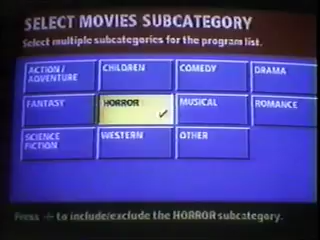 SELECT MOVIES SUBCATEGORY
Select multiple subcategories for the program list.
ACTION / ADVENTURE
CHILDREN
COMEDY
DRAMA
FANTASY
HORROR
MUSICAL
ROMANCE
SCIENCE FICTION
WESTERN
OTHER
Press to include/exclude the HORROR subcategory.